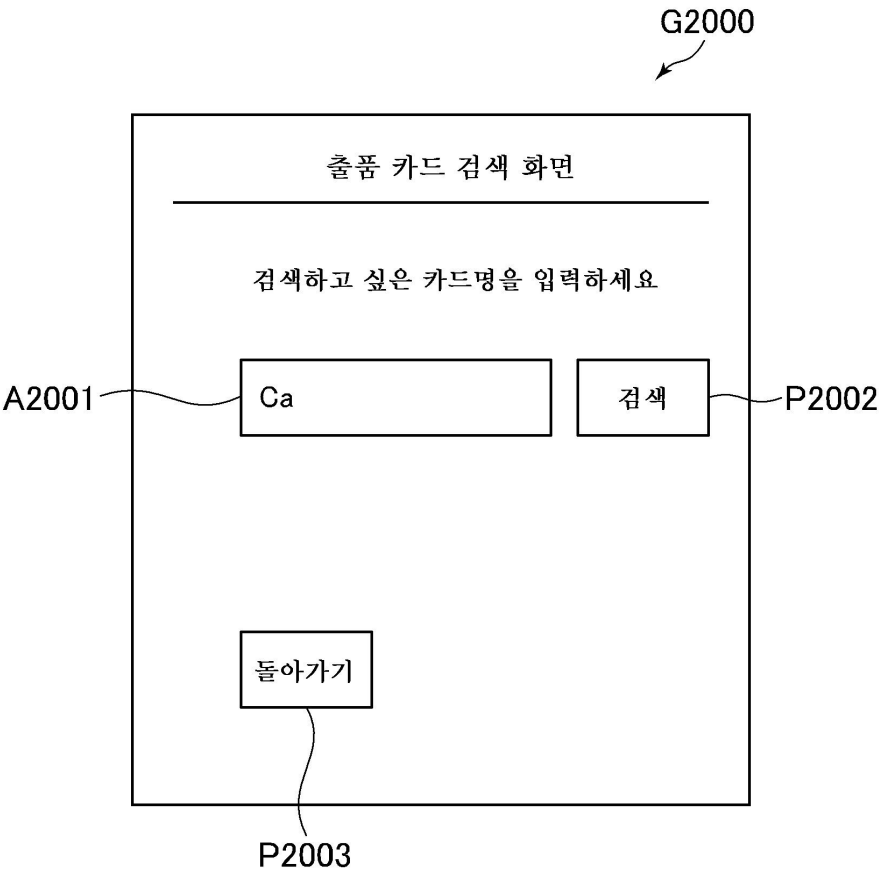 G2000
출품 카드 검색 화면
검색하고 싶은 카드명을 입력하세요
A2001
Ca
검색
P2002
돌아가기
P2003